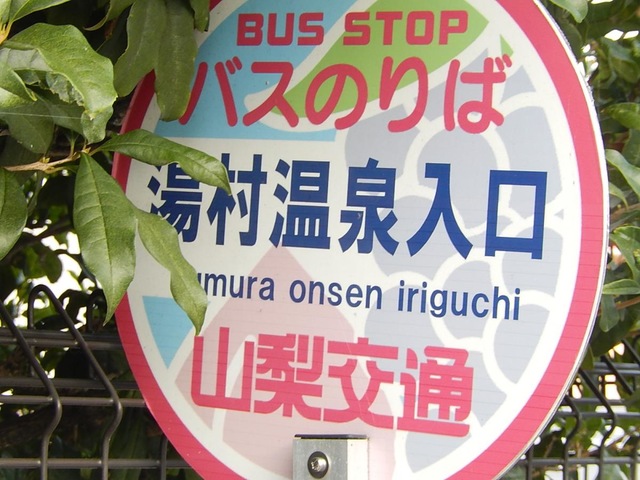 BUS STOP
バスのりば
湯村温泉入口
umura onsen iriguchi
山梨交通